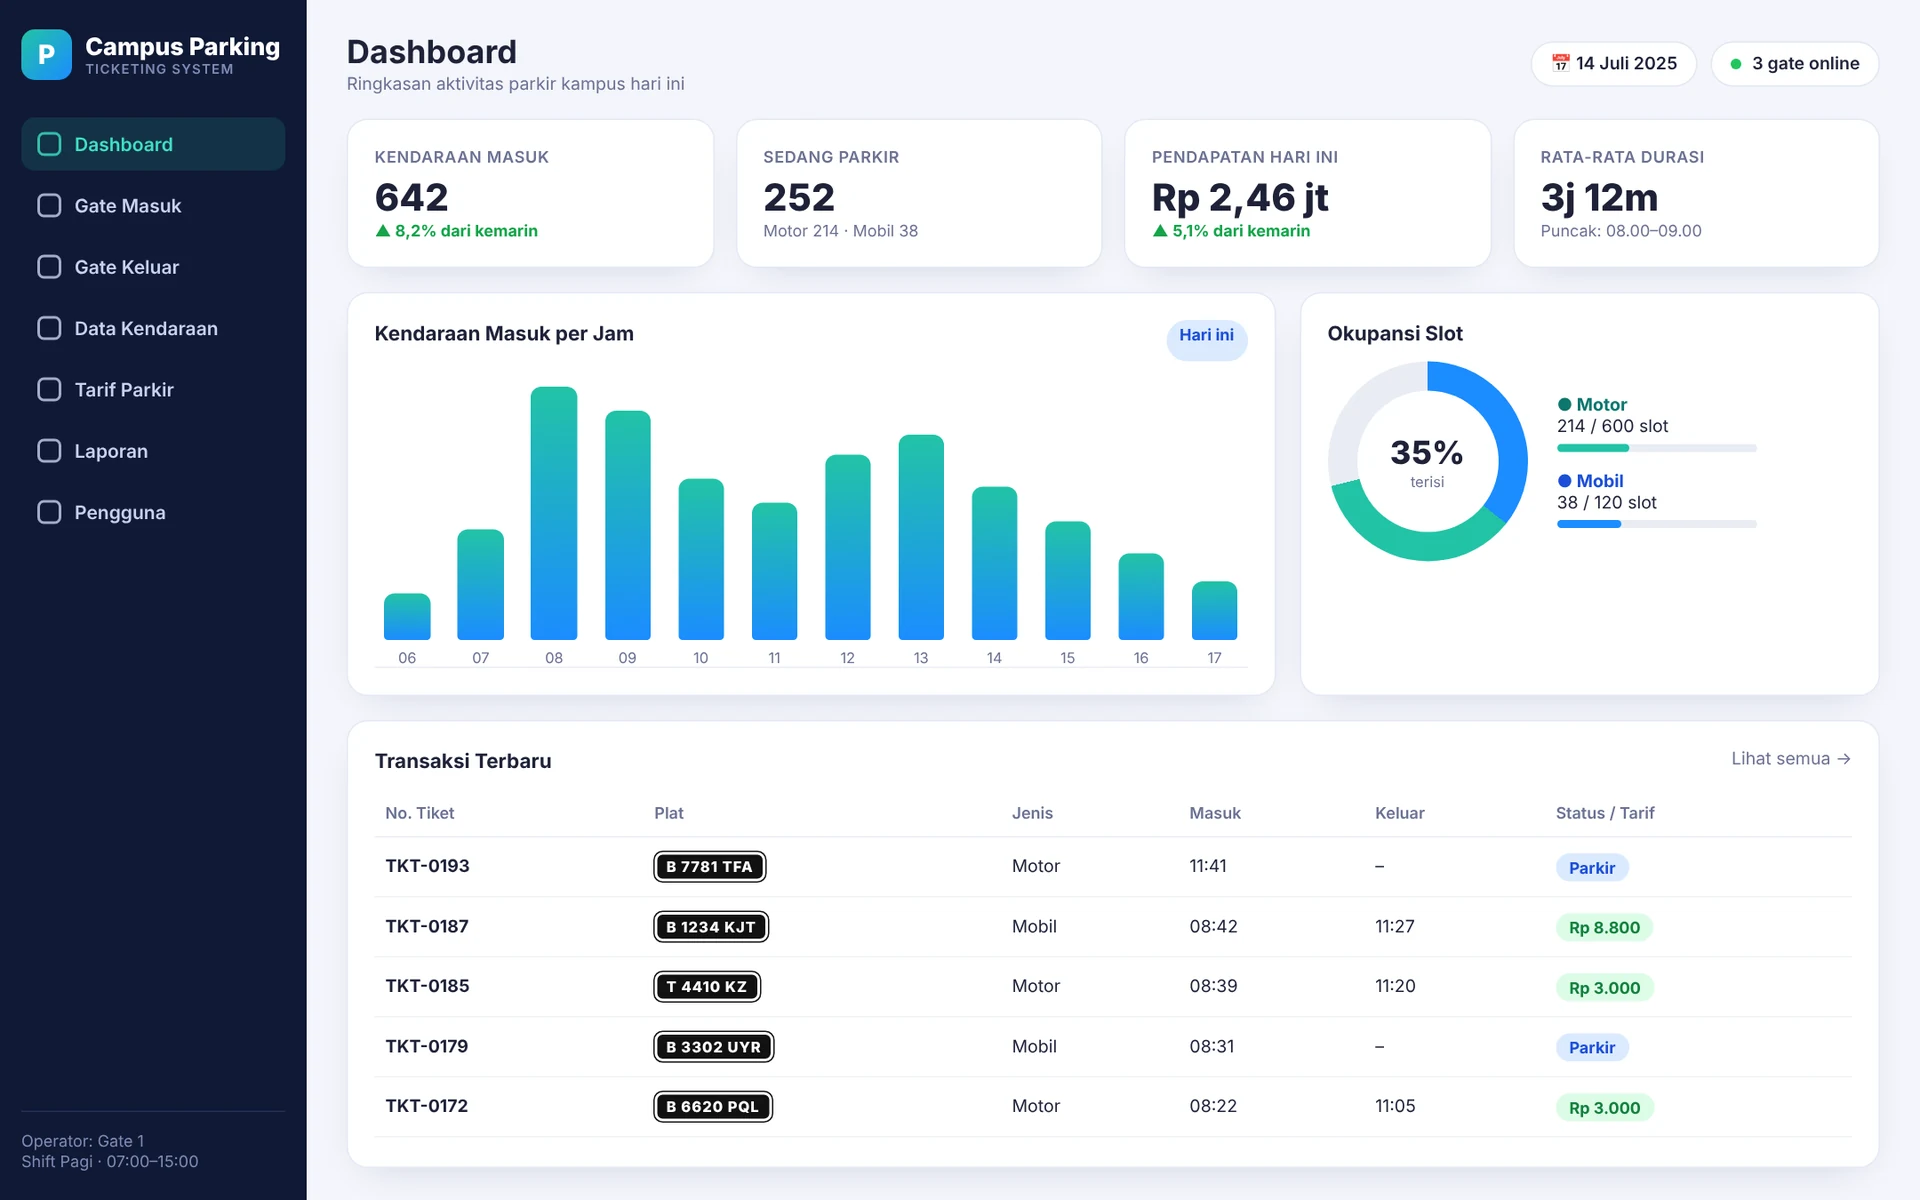 P
Campus Parking
TICKETING SYSTEM
Dashboard
Gate Masuk
Gate Keluar
Data Kendaraan
Tarif Parkir
Laporan
Pengguna
Operator: Gate 1
Shift Pagi · 07:00–15:00
Dashboard
Ringkasan aktivitas parkir kampus hari ini
📅 14 Juli 2025
3 gate online
KENDARAAN MASUK
642
▲ 8,2% dari kemarin
SEDANG PARKIR
252
Motor 214 · Mobil 38
PENDAPATAN HARI INI
Rp 2,46 jt
▲ 5,1% dari kemarin
RATA-RATA DURASI
3j 12m
Puncak: 08.00–09.00
Kendaraan Masuk per Jam
Hari ini
06 07 08 09 10 11 12 13 14 15 16 17
Okupansi Slot
35%
terisi
● Motor
214 / 600 slot
● Mobil
38 / 120 slot
Transaksi Terbaru
Lihat semua →
No. Tiket Plat Jenis Masuk Keluar Status / Tarif
TKT-0193 B 7781 TFA Motor 11:41 – Parkir
TKT-0187 B 1234 KJT Mobil 08:42 11:27 Rp 8.800
TKT-0185 T 4410 KZ Motor 08:39 11:20 Rp 3.000
TKT-0179 B 3302 UYR Mobil 08:31 – Parkir
TKT-0172 B 6620 PQL Motor 08:22 11:05 Rp 3.000